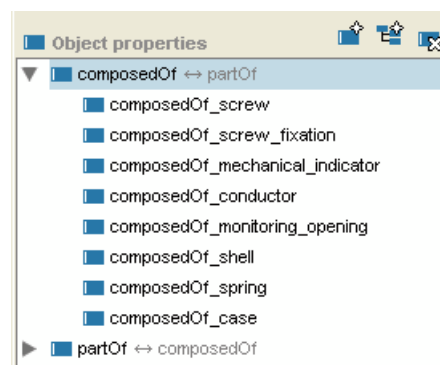 Object properties
composedOf ↔ partOf
composedOf_screw
composedOf_screw_fixation
composedOf_mechanical_indicator
composedOf_conductor
composedOf_monitoring_opening
composedOf_shell
composedOf_spring
composedOf_case
partOf ↔ composedOf